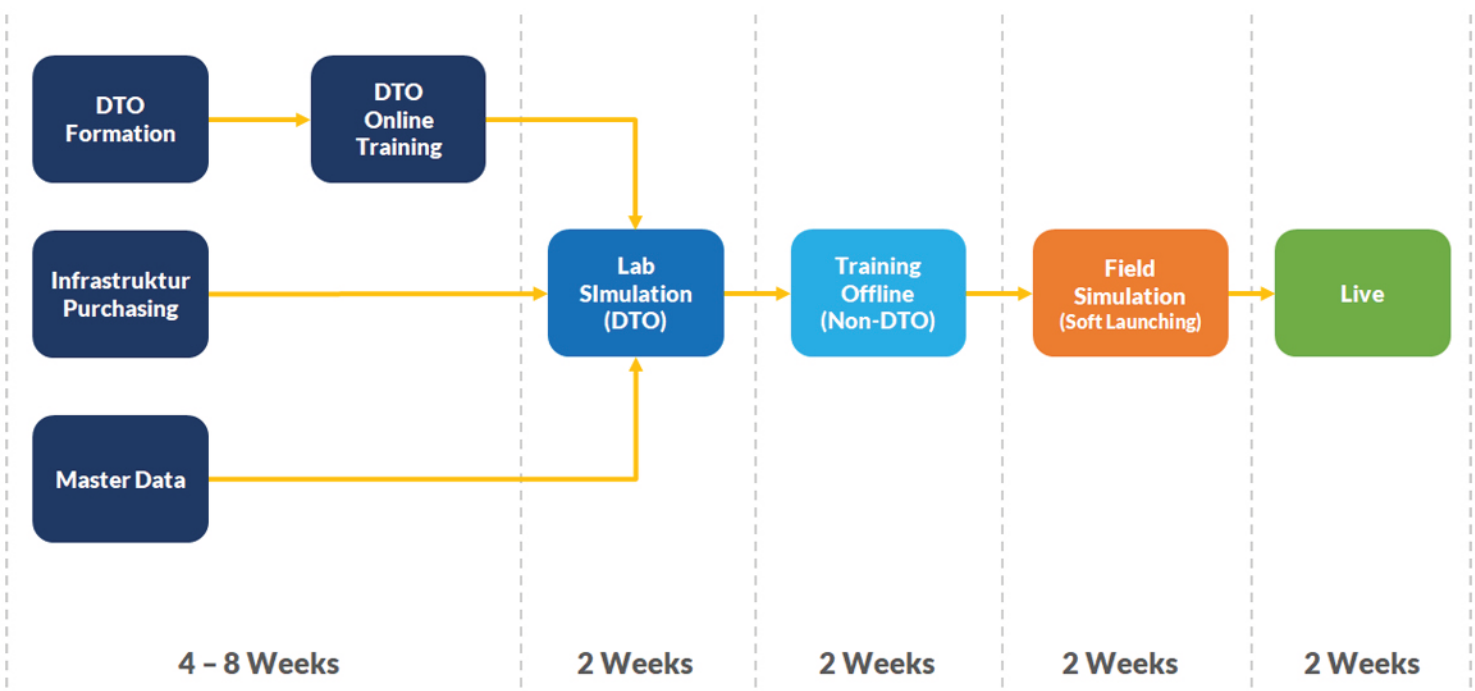 DTO
Formation
DTO
Online
Training
Infrastruktur
Purchasing
Master Data
Lab
SImulation
(DTO)
Training
Offline
(Non-DTO)
Field
Simulation
(Soft Launching)
Live
4 – 8 Weeks
2 Weeks
2 Weeks
2 Weeks
2 Weeks